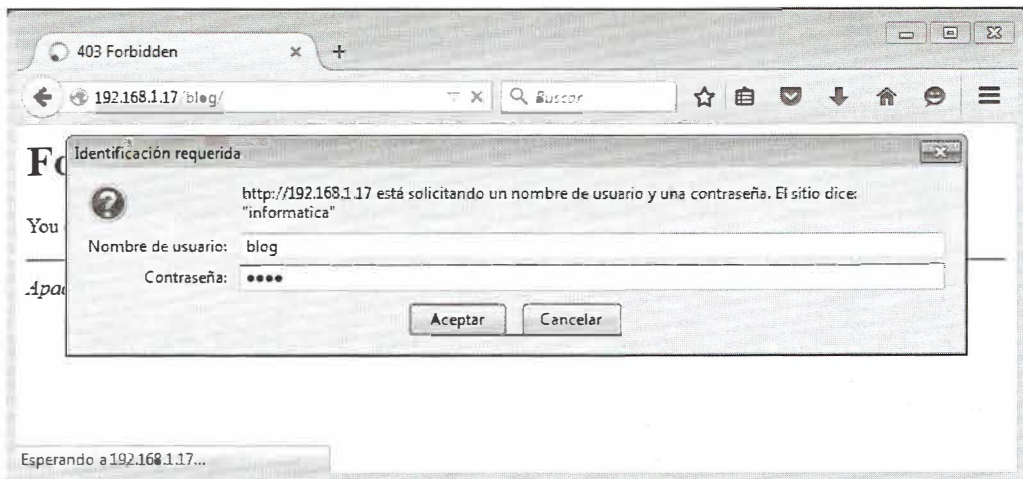 403 Forbidden
192.168.1.17/blog/
Buscar
Identificación requerida
Fo
http://192.168.1.17 está solicitando un nombre de usuario y una contraseña. El sitio dice:
"informatica"
You
Nombre de usuario: blog
Contraseña: ••••
Apac
Aceptar Cancelar
Esperando a 192.168.1.17...